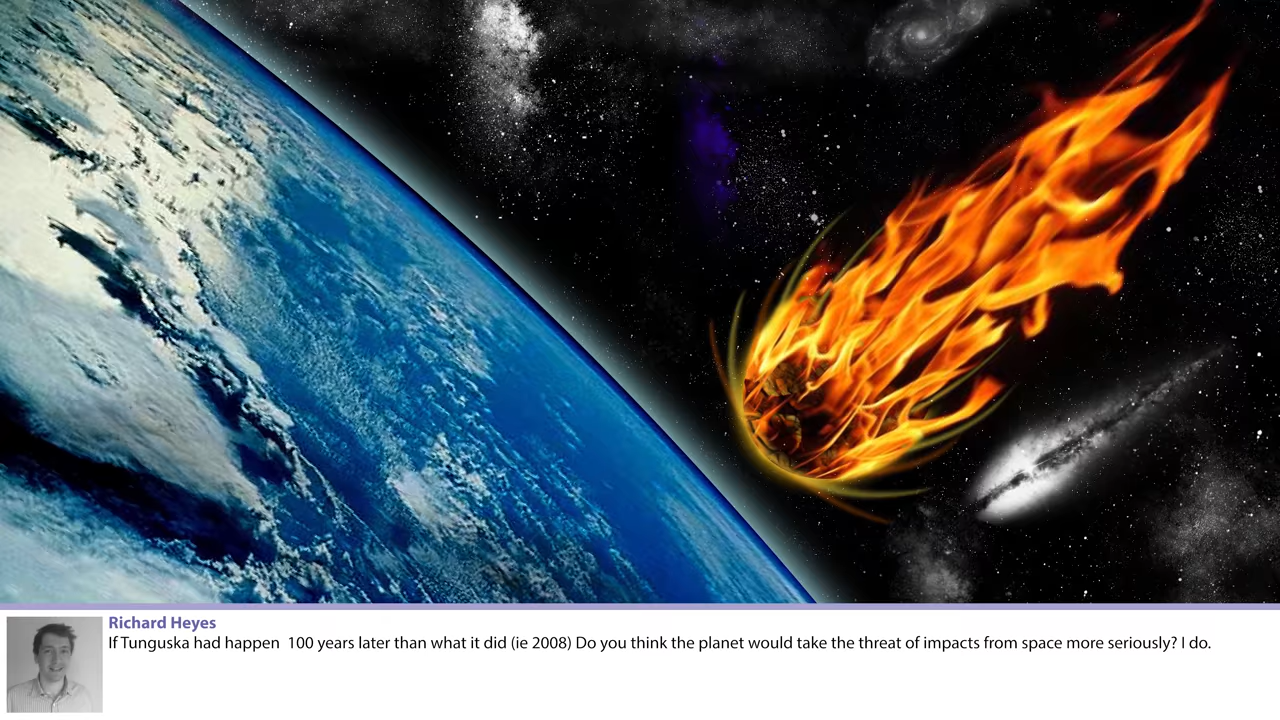 Richard Heyes
If Tunguska had happen  100 years later than what it did (ie 2008) Do you think the planet would take the threat of impacts from space more seriously? I do.